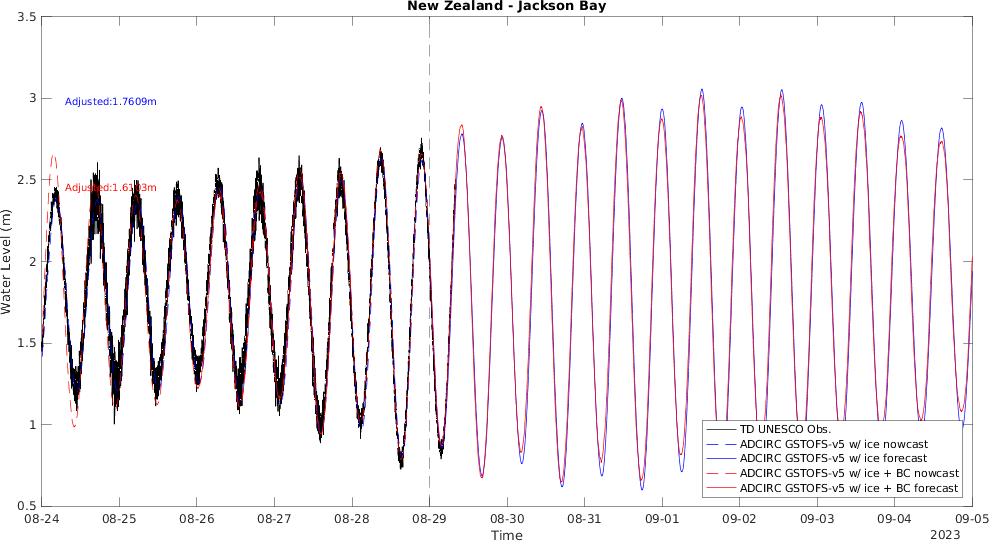 New Zealand - Jackson Bay
3.5
3
2.5
2
1.5
1
0.5
Water Level (m)
Adjusted:1.7609m
Adjusted:1.6103m
TD UNESCO Obs.
ADCIRC GSTOFS-v5 w/ ice nowcast
ADCIRC GSTOFS-v5 w/ ice forecast
ADCIRC GSTOFS-v5 w/ ice + BC nowcast
ADCIRC GSTOFS-v5 w/ ice + BC forecast
08-24 08-25 08-26 08-27 08-28 08-29 08-30 08-31 09-01 09-02 09-03 09-04 09-05
Time
2023